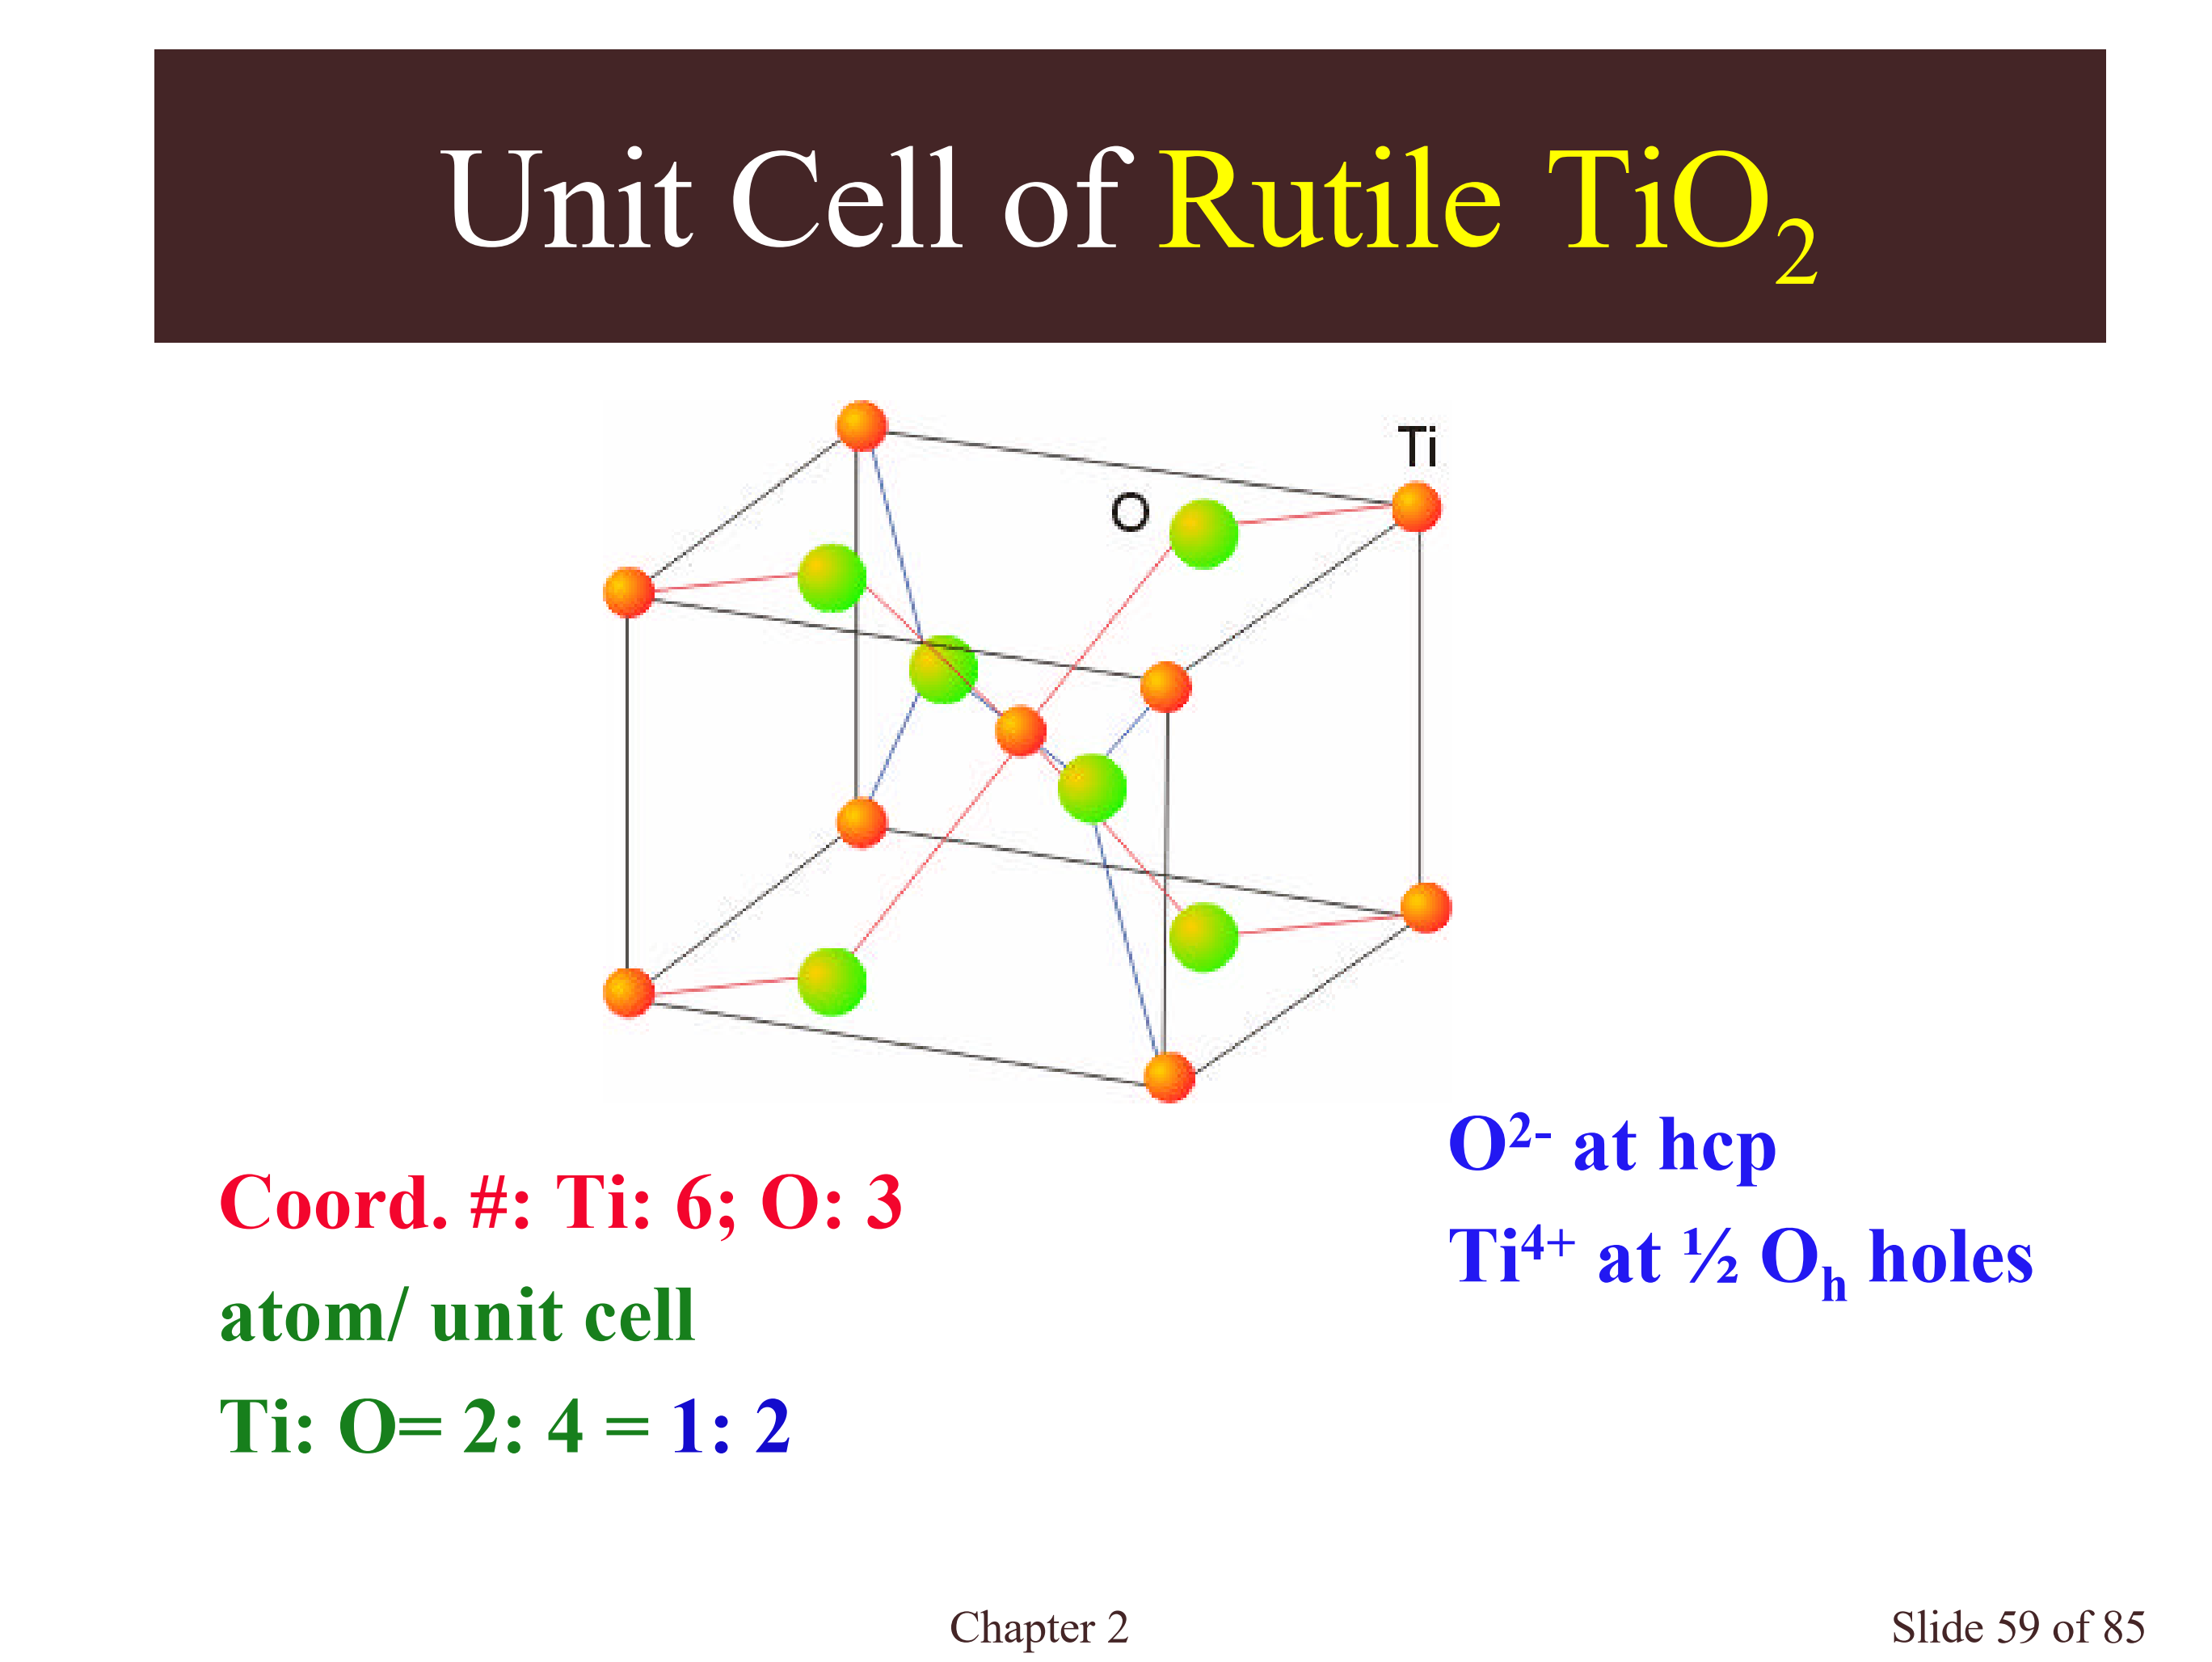 Unit Cell of Rutile TiO₂
Ti
O
O²⁻ at hcp
Coord. #: Ti: 6; O: 3
Ti⁴⁺ at ½ Oₕ holes
atom/ unit cell
Ti: O= 2: 4 = 1: 2
Chapter 2
Slide 59 of 85